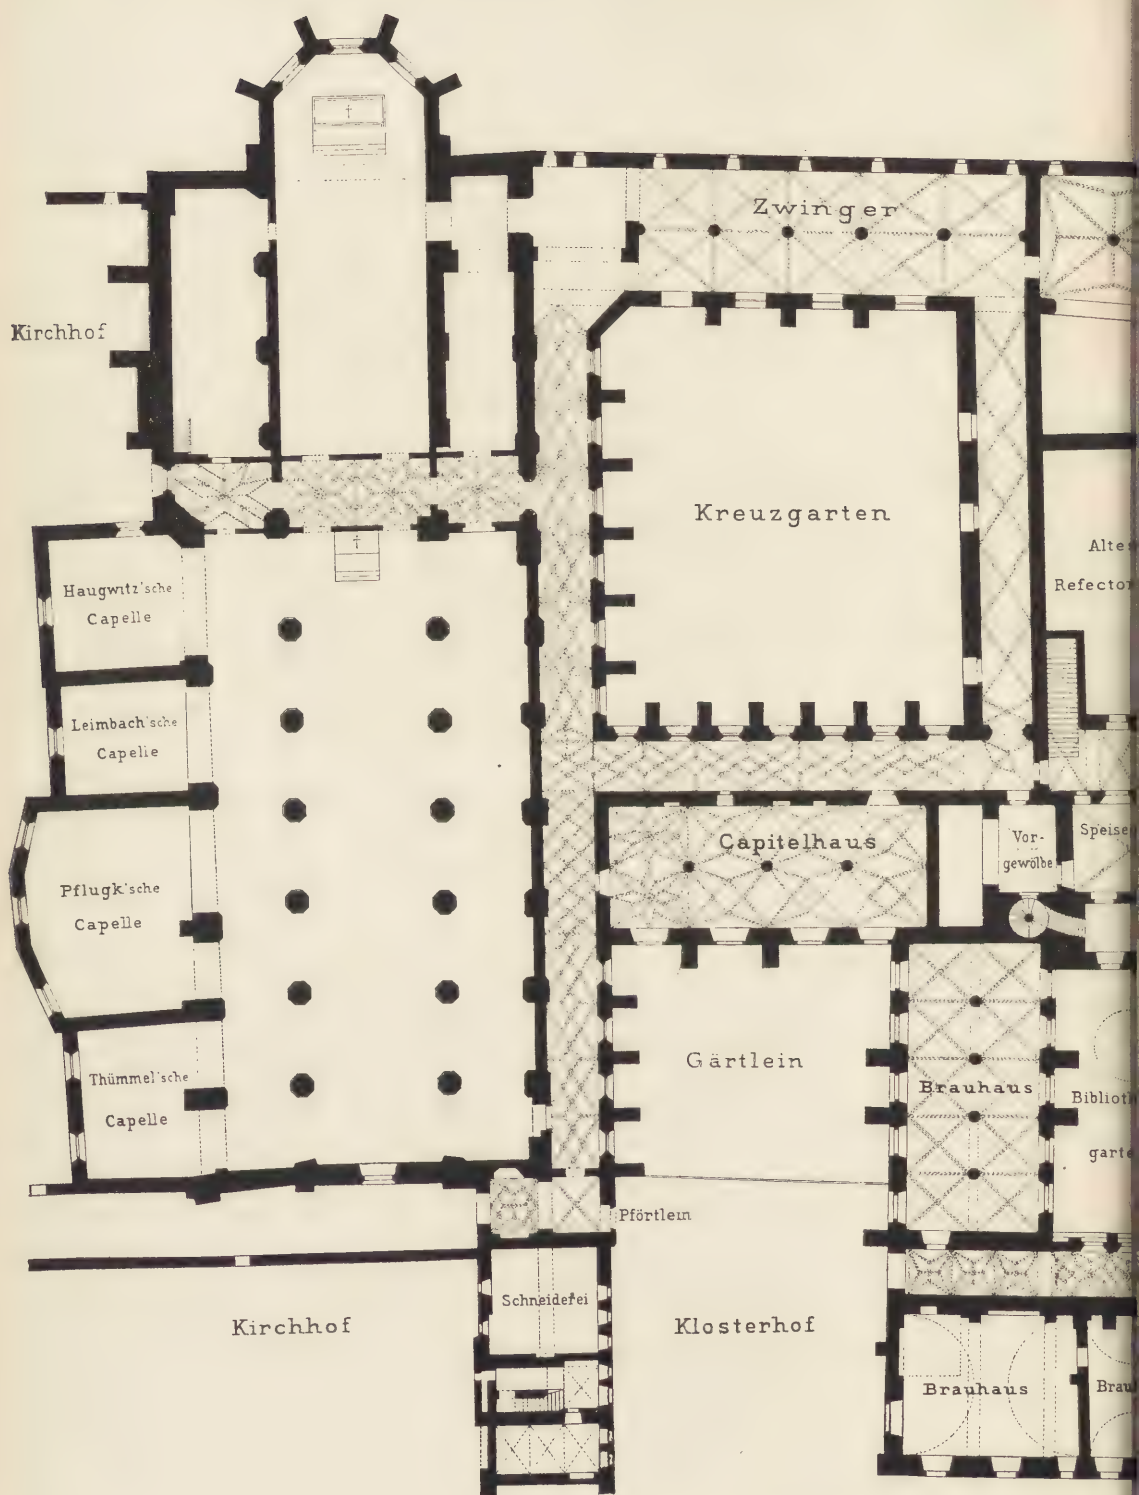 Zwinger
Kirchhof
Kreuzgarten
Haugwitz'sche
Capelle
Leimbach'sche
Capelle
Pflugk'sche
Capelle
Thümmel'sche
Capelle
Alte
Refector
Capitelhaus
Vor-
gewölbe
Speise
Gärtlein
Brauhaus
Biblioth
garte
Pförtlein
Schneiderei
Kirchhof
Klosterhof
Brauhaus
Brau